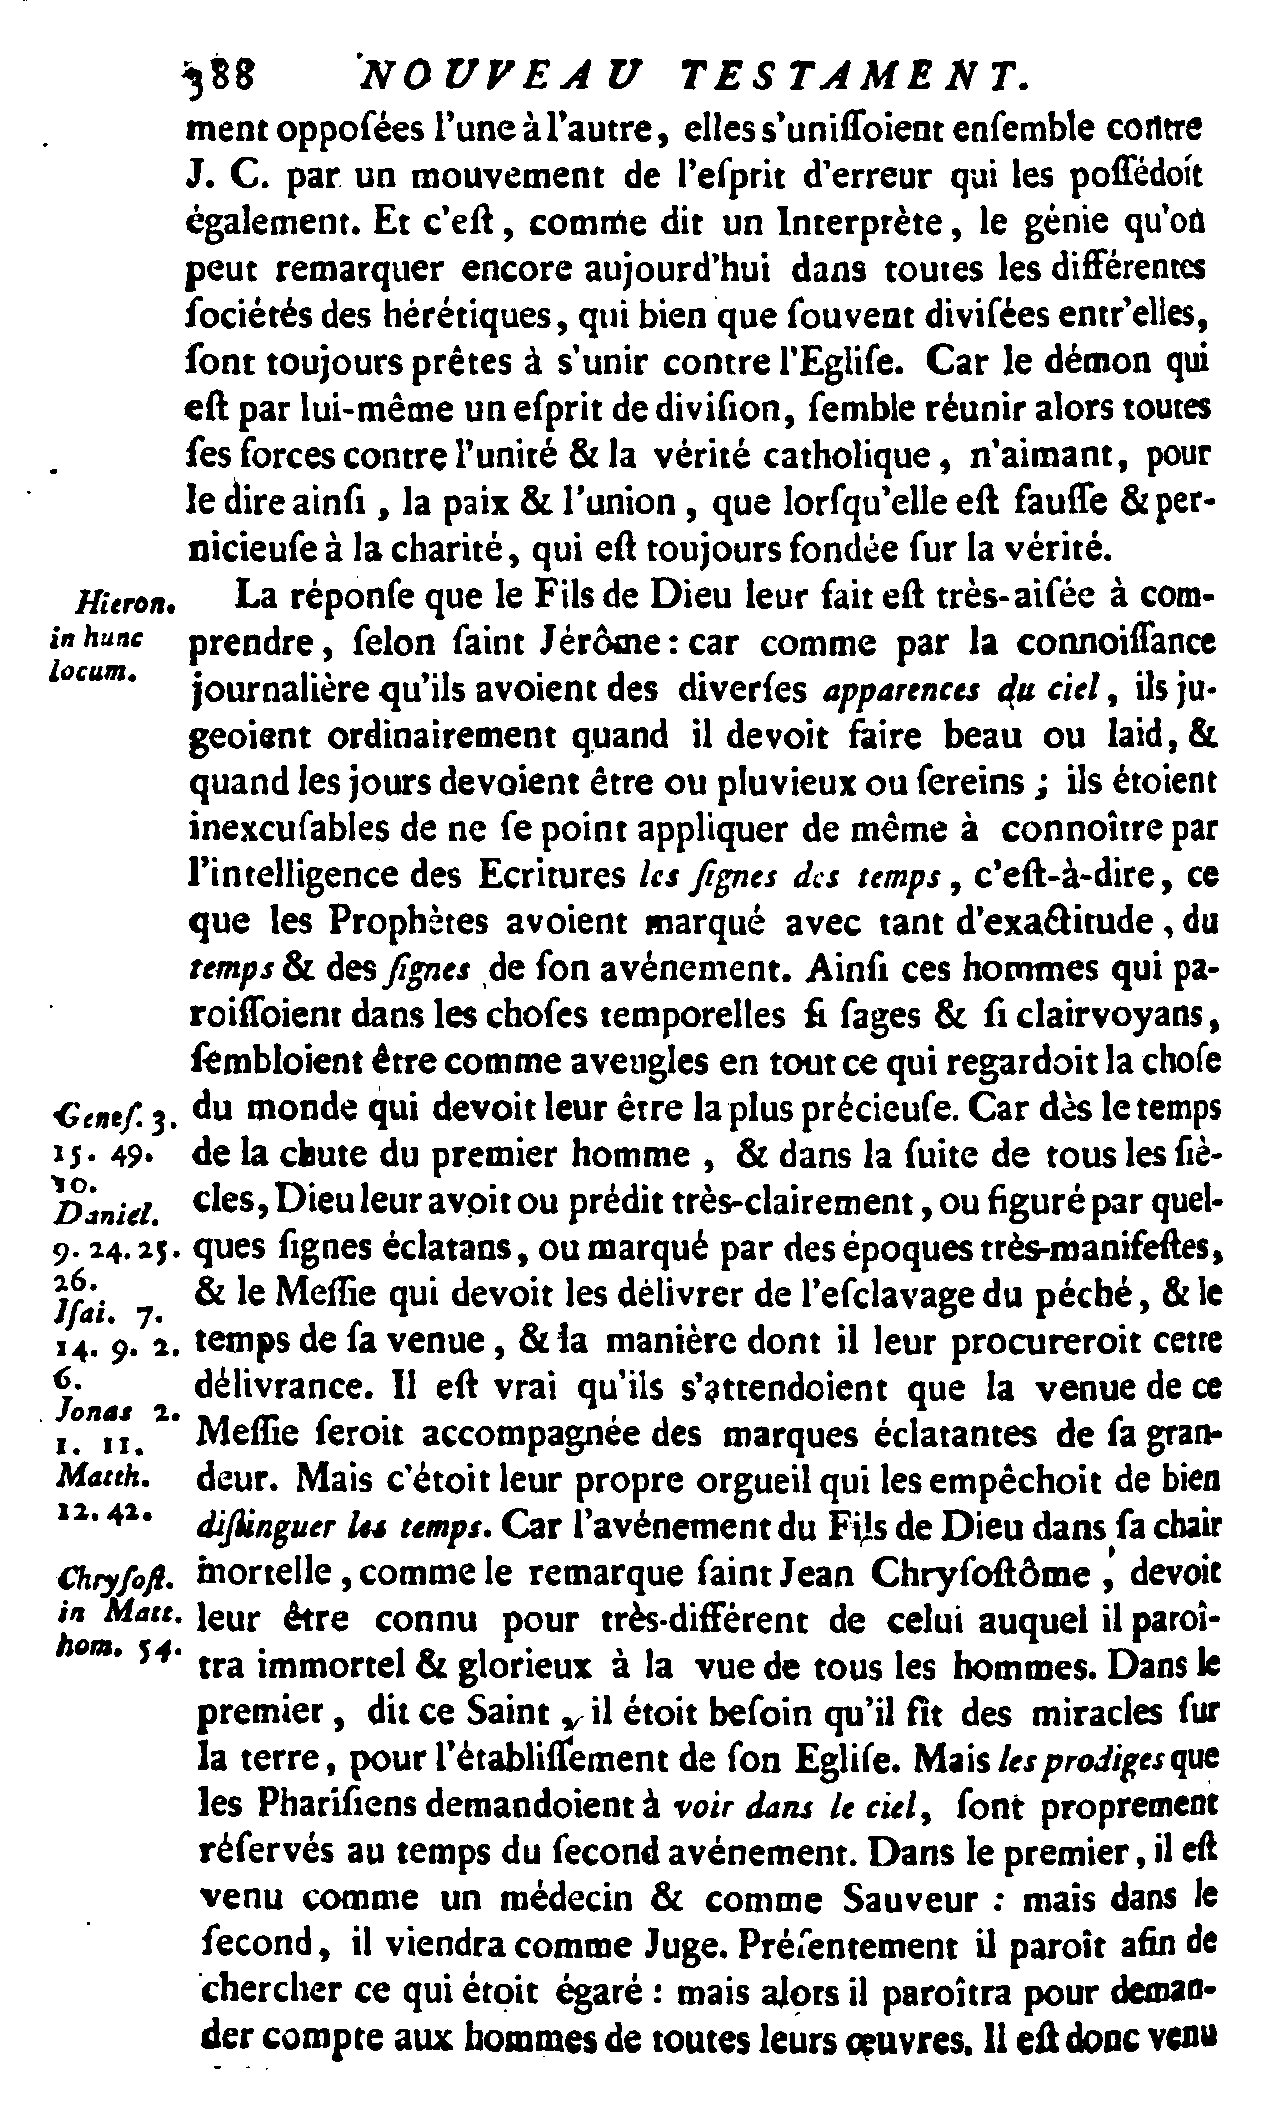 388 NOUVEAU TESTAMENT.
ment oppoſées l'une à l'autre, elles s'uniſſoient enſemble contre
J. C. par un mouvement de l'eſprit d'erreur qui les poſſédoit
également. Et c'eſt, comme dit un Interprète, le génie qu'on
peut remarquer encore aujourd'hui dans toutes les différentes
ſociétés des hérétiques, qui bien que ſouvent diviſées entr'elles,
ſont toujours prêtes à s'unir contre l'Egliſe. Car le démon qui
eſt par lui-même un eſprit de diviſion, ſemble réunir alors toutes
ſes forces contre l'unité & la vérité catholique, n'aimant, pour
le dire ainſi, la paix & l'union, que lorſqu'elle eſt fauſſe & per-
nicieuſe à la charité, qui eſt toujours fondée ſur la vérité.
Hieron.
in hunc
locum.
La réponſe que le Fils de Dieu leur fait eſt très-aiſée à com-
prendre, ſelon ſaint Jérôme : car comme par la connoiſſance
journalière qu'ils avoient des diverſes apparences du ciel, ils ju-
geoient ordinairement quand il devoit faire beau ou laid, &
quand les jours devoient être ou pluvieux ou ſereins ; ils étoient
inexcuſables de ne ſe point appliquer de même à connoître par
l'intelligence des Ecritures les ſignes des temps, c'eſt-à-dire, ce
que les Prophètes avoient marqué avec tant d'exactitude, du
temps & des ſignes de ſon avénement. Ainſi ces hommes qui pa-
roiſſoient dans les choſes temporelles ſi ſages & ſi clairvoyans,
ſembloient être comme aveugles en tout ce qui regardoit la choſe
du monde qui devoit leur être la plus précieuſe. Car dès le temps
de la chute du premier homme, & dans la ſuite de tous les ſiè-
cles, Dieu leur avoit ou prédit très-clairement, ou figuré par quel-
ques ſignes éclatans, ou marqué par des époques très-manifeſtes,
& le Meſſie qui devoit les délivrer de l'eſclavage du péché, & le
temps de ſa venue, & la manière dont il leur procureroit cette
délivrance. Il eſt vrai qu'ils s'attendoient que la venue de ce
Meſſie ſeroit accompagnée des marques éclatantes de ſa gran-
deur. Mais c'étoit leur propre orgueil qui les empêchoit de bien
diſtinguer les temps. Car l'avénement du Fils de Dieu dans ſa chair
mortelle, comme le remarque ſaint Jean Chryſoſtôme, devoit
leur être connu pour très-différent de celui auquel il paroî-
tra immortel & glorieux à la vue de tous les hommes. Dans le
premier, dit ce Saint, il étoit beſoin qu'il fît des miracles ſur
la terre, pour l'établiſſement de ſon Egliſe. Mais les prodiges que
les Phariſiens demandoient à voir dans le ciel, ſont proprement
réſervés au temps du ſecond avénement. Dans le premier, il eſt
venu comme un médecin & comme Sauveur : mais dans le
ſecond, il viendra comme Juge. Préſentement il paroît afin de
chercher ce qui étoit égaré : mais alors il paroîtra pour deman-
der compte aux hommes de toutes leurs œuvres. Il eſt donc venu
Geneſ. 3.
15. 49.
10.
Daniel.
9. 24. 25.
26.
Iſai. 7.
14. 9. 2.
6.
Jonas 2.
1. 11.
Matth.
12. 42.
Chryſoſt.
in Matt.
hom. 54.